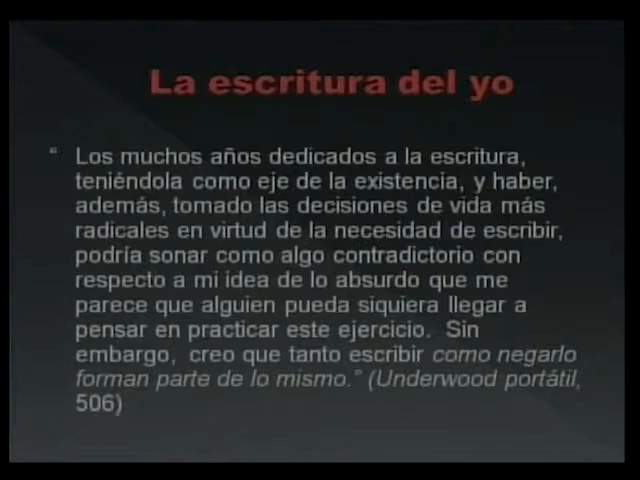 La escritura del yo
“ Los muchos años dedicados a la escritura,
teniéndola como eje de la existencia, y haber,
además, tomado las decisiones de vida más
radicales en virtud de la necesidad de escribir,
podría sonar como algo contradictorio con
respecto a mi idea de lo absurdo que me
parece que alguien pueda siquiera llegar a
pensar en practicar este ejercicio. Sin
embargo, creo que tanto escribir como negarlo
forman parte de lo mismo.” (Underwood portátil,
506)